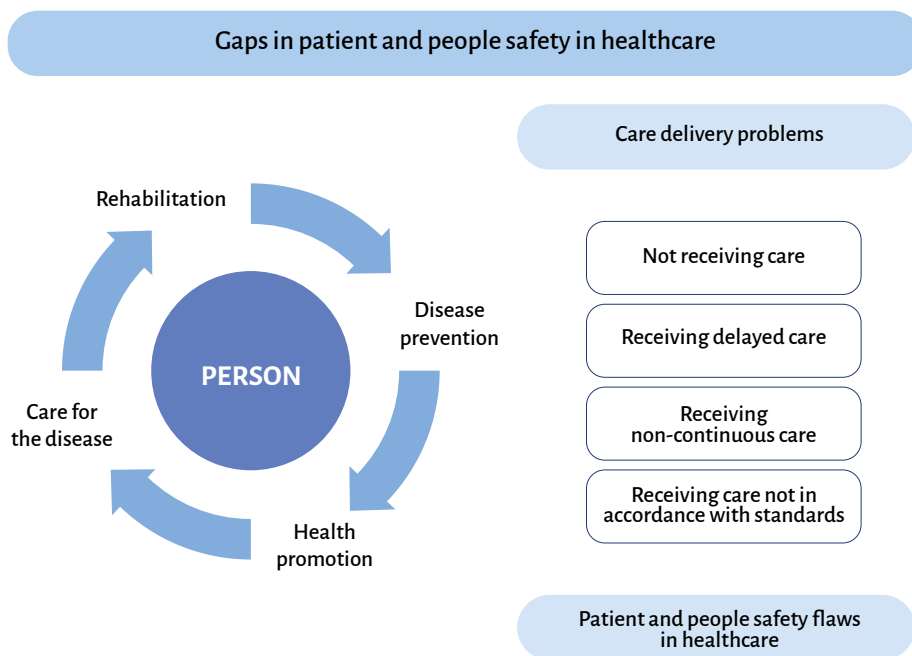 Gaps in patient and people safety in healthcare
Care delivery problems
Rehabilitation
Disease
prevention
PERSON
Care for
the disease
Health
promotion
Not receiving care
Receiving delayed care
Receiving
non-continuous care
Receiving care not in
accordance with standards
Patient and people safety flaws
in healthcare